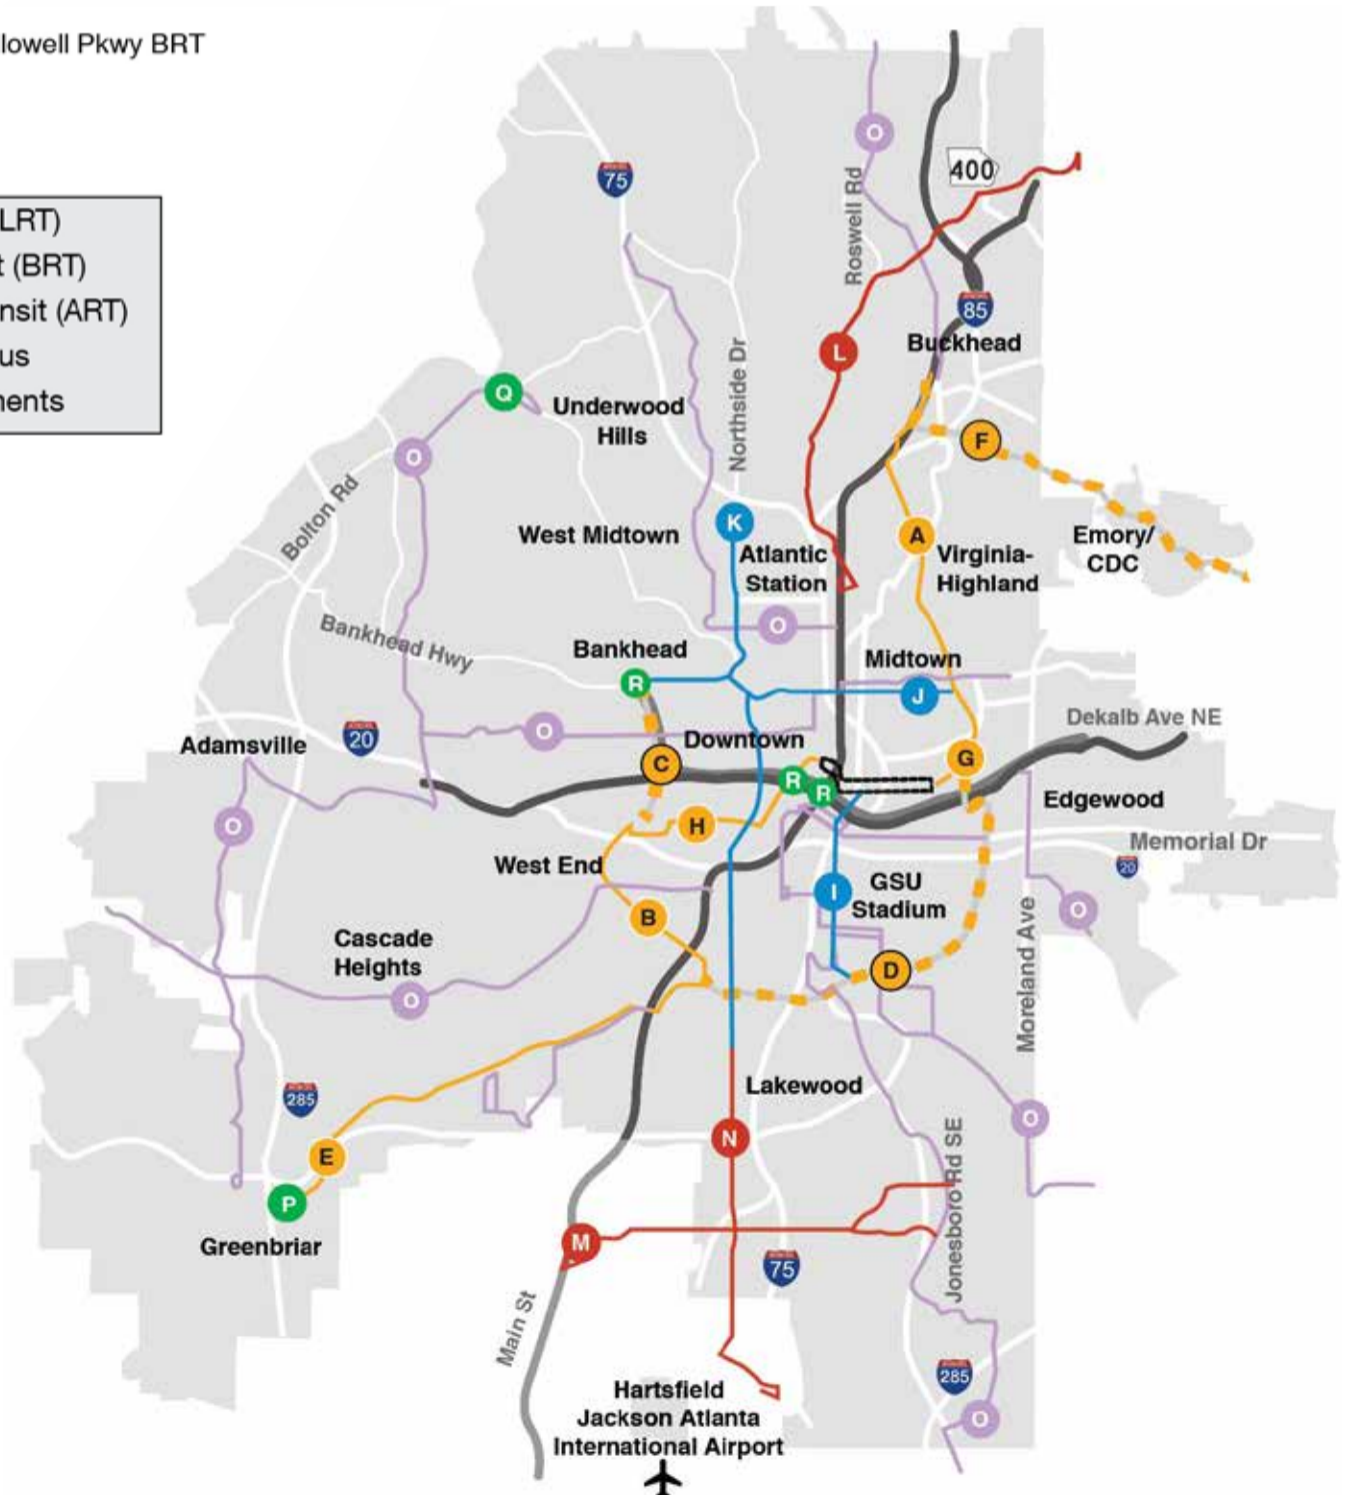 lowell Pkwy BRT
LRT)
t (BRT)
nsit (ART)
us
nents
75
O
400
Roswell Rd
85
L
Buckhead
Northside Dr
Q
Underwood
Hills
F
O
Bolton Rd
K
West Midtown
Atlantic
Station
A
Virginia-
Highland
Emory/
CDC
Bankhead Hwy
O
Bankhead
R
Midtown
J
Dekalb Ave NE
20
O
Adamsville
Downtown
C
G
R
R
Edgewood
O
H
Memorial Dr
20
West End
I
GSU
Stadium
B
O
Cascade
Heights
O
D
Moreland Ave
285
Lakewood
O
N
E
Jonesboro Rd SE
P
Greenbriar
M
75
Main St
285
Hartsfield
Jackson Atlanta
International Airport
O